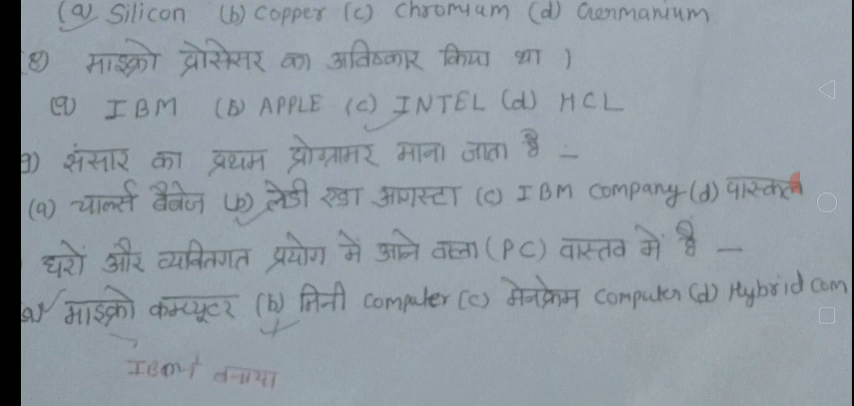 (a) Silicon (b) Copper (c) Chromium (d) Germanium
8) माइक्रो प्रोसेसर का अविष्कार किया था )
(a) IBM (b) APPLE (c) INTEL (d) HCL
9) संसार का प्रथम प्रोग्रामर माना जाता है –
(a) चार्ल्स बैबेज (b) लेडी एडा आगस्टा (c) IBM Company (d) पास्कल
घरों और व्यक्तिगत प्रयोग में आने वाला (PC) वास्तव में है –
(a) माइक्रो कम्प्यूटर (b) मिनी Computer (c) मेनफ्रेम Computer (d) Hybrid com
IBM बनाया